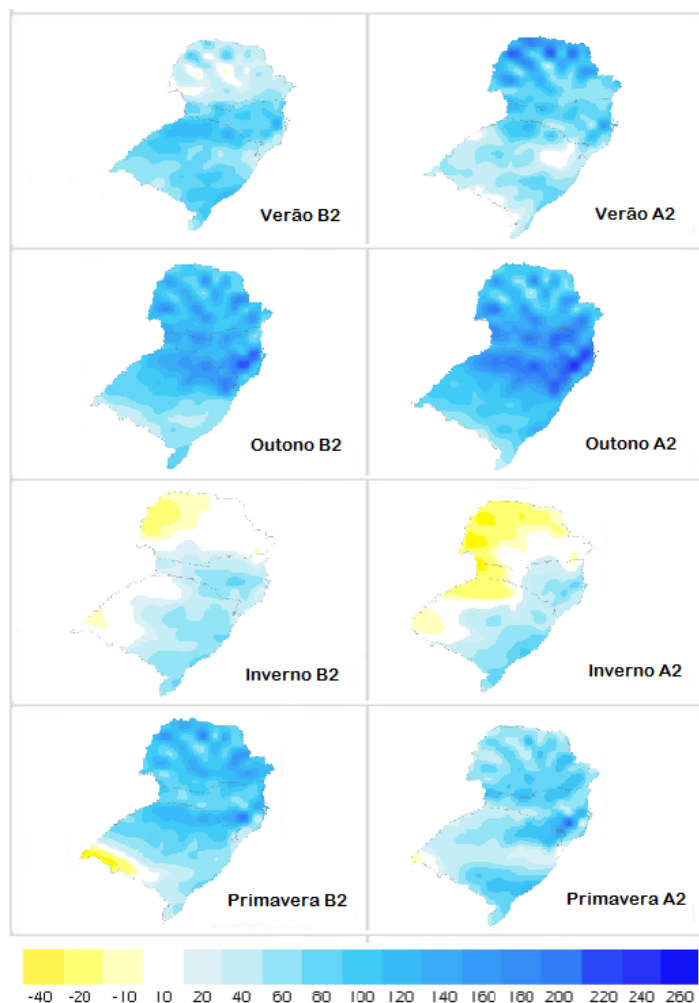 Verão B2
Verão A2
Outono B2
Outono A2
Inverno B2
Inverno A2
Primavera B2
Primavera A2
-40 -20 -10 10 20 40 60 80 100 120 140 160 180 200 220 240 260